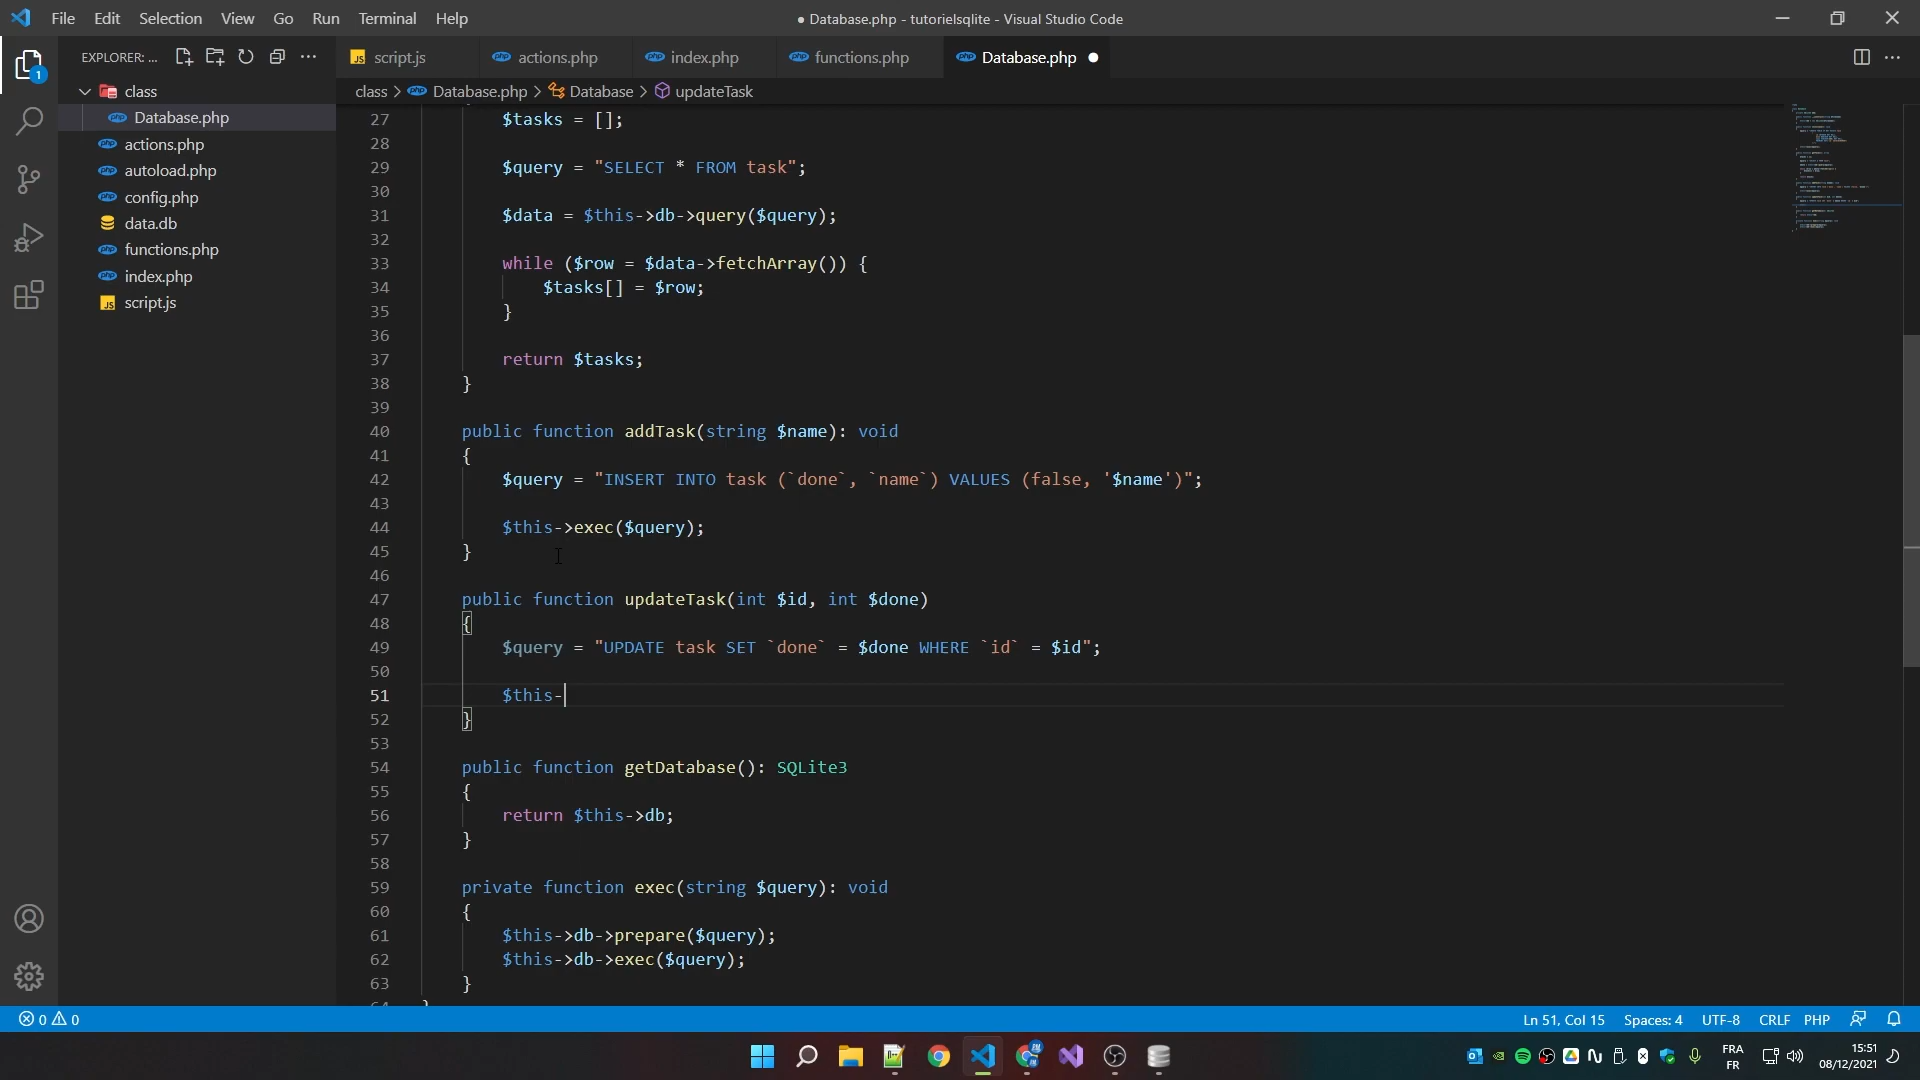 File Edit Selection View Go Run Terminal Help
● Database.php - tutorielsqlite - Visual Studio Code
EXPLORER: ...
class
Database.php
actions.php
autoload.php
config.php
data.db
functions.php
index.php
script.js
script.js actions.php index.php functions.php Database.php
class > Database.php > Database > updateTask
27 $tasks = [];
28
29 $query = "SELECT * FROM task";
30
31 $data = $this->db->query($query);
32
33 while ($row = $data->fetchArray()) {
34 $tasks[] = $row;
35 }
36
37 return $tasks;
38 }
39
40 public function addTask(string $name): void
41 {
42 $query = "INSERT INTO task (`done`, `name`) VALUES (false, '$name')";
43
44 $this->exec($query);
45 }
46
47 public function updateTask(int $id, int $done)
48 {
49 $query = "UPDATE task SET `done` = $done WHERE `id` = $id";
50
51 $this-
52 }
53
54 public function getDatabase(): SQLite3
55 {
56 return $this->db;
57 }
58
59 private function exec(string $query): void
60 {
61 $this->db->prepare($query);
62 $this->db->exec($query);
63 }
64 }
0 0
Ln 51, Col 15 Spaces: 4 UTF-8 CRLF PHP
FRA
FR
15:51
08/12/2021